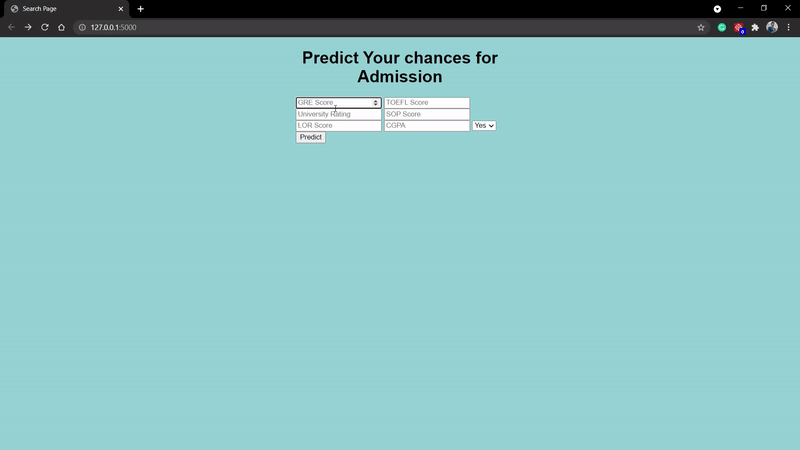 Search Page
127.0.0.1:5000
Predict Your chances for
Admission
GRE Score TOEFL Score
University Rating SOP Score
LOR Score CGPA Yes
Predict